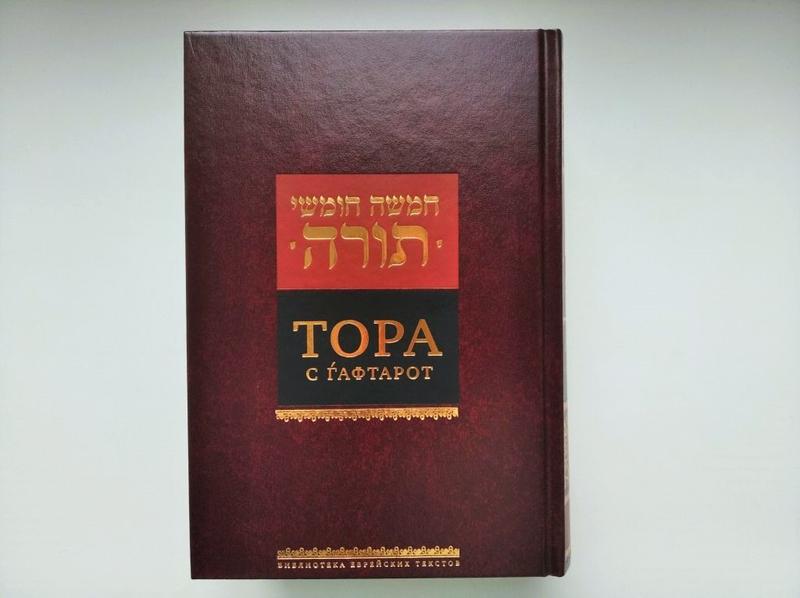 חמשה חומשי
תורה
ТОРА
С ЃАФТАРОТ
БИБЛИОТЕКА ЕВРЕЙСКИХ ТЕКСТОВ